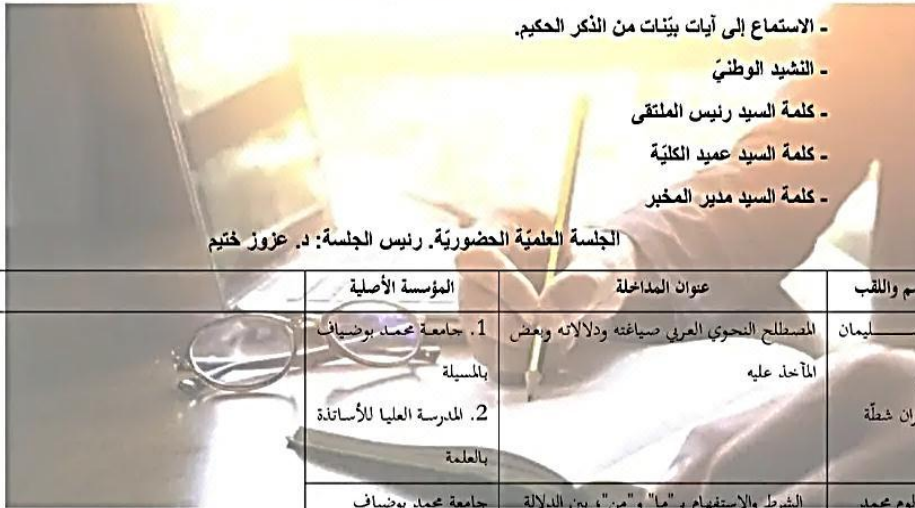 - الاستماع إلى آيات بيّنات من الذكر الحكيم.
- النشيد الوطنيّ
- كلمة السيد رئيس الملتقى
- كلمة السيد عميد الكليّة
- كلمة السيد مدير المخبر
الجلسة العلميّة الحضوريّة. رئيس الجلسة: د. عزوز ختيم
واللقب عنوان المداخلة المؤسسة الأصلية
المصطلح النحوي العربي صياغته ودلالاته وبعض 1. جامعة محمد بوضياف
المآخذ عليه بالمسيلة
شطّة 2. المدرسة العليا للأساتذة
بالعلمة
محمد الشرط والاستفهام بـ "ما" و"من"، بين الدلالة جامعة محمد بوضياف